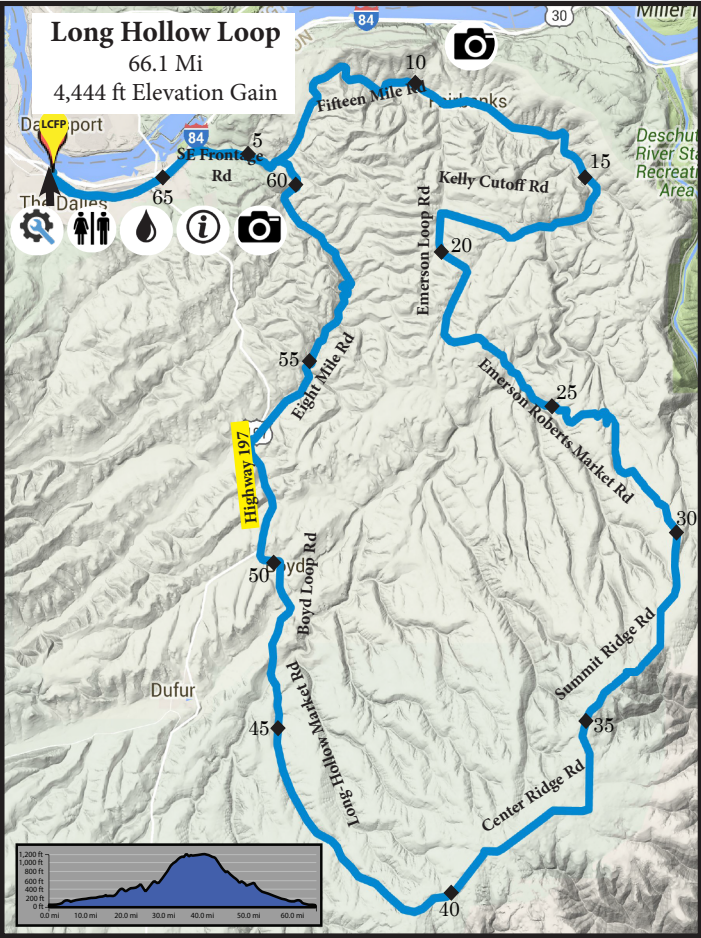 Long Hollow Loop
66.1 Mi
4,444 ft Elevation Gain
84
30
Miller I
10
Fifteen Mile Rd
Fairbanks
LCFP
84
5
SE Frontage
Rd
60
65
The Dalles
Kelly Cutoff Rd
15
Deschut
River Sta
Recreati
Area
Emerson Loop Rd
20
55
Eight Mile Rd
25
Emerson Roberts Market Rd
Highway 197
30
50
Boyd Loop Rd
Summit Ridge Rd
Dufur
35
45
Long-Hollow Market Rd
Center Ridge Rd
40
1,200 ft
1,000 ft
800 ft
600 ft
400 ft
200 ft
0 ft
0.0 mi
10.0 mi
20.0 mi
30.0 mi
40.0 mi
50.0 mi
60.0 mi